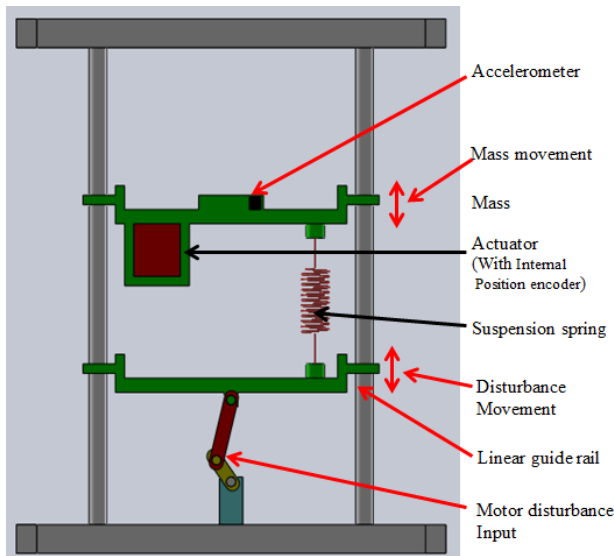 Accelerometer
Mass movement
Mass
Actuator
(With Internal
Position encoder)
Suspension spring
Disturbance
Movement
Linear guide rail
Motor disturbance
Input